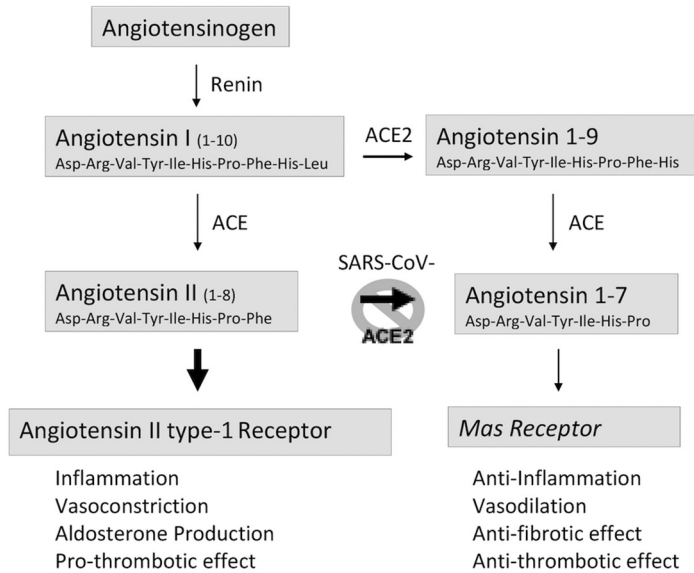 Angiotensinogen
Renin
Angiotensin I (1-10)
Asp-Arg-Val-Tyr-Ile-His-Pro-Phe-His-Leu
ACE2
Angiotensin 1-9
Asp-Arg-Val-Tyr-Ile-His-Pro-Phe-His
ACE
ACE
SARS-CoV-
Angiotensin II (1-8)
Asp-Arg-Val-Tyr-Ile-His-Pro-Phe
ACE2
Angiotensin 1-7
Asp-Arg-Val-Tyr-Ile-His-Pro
Angiotensin II type-1 Receptor
Inflammation
Vasoconstriction
Aldosterone Production
Pro-thrombotic effect
Mas Receptor
Anti-Inflammation
Vasodilation
Anti-fibrotic effect
Anti-thrombotic effect